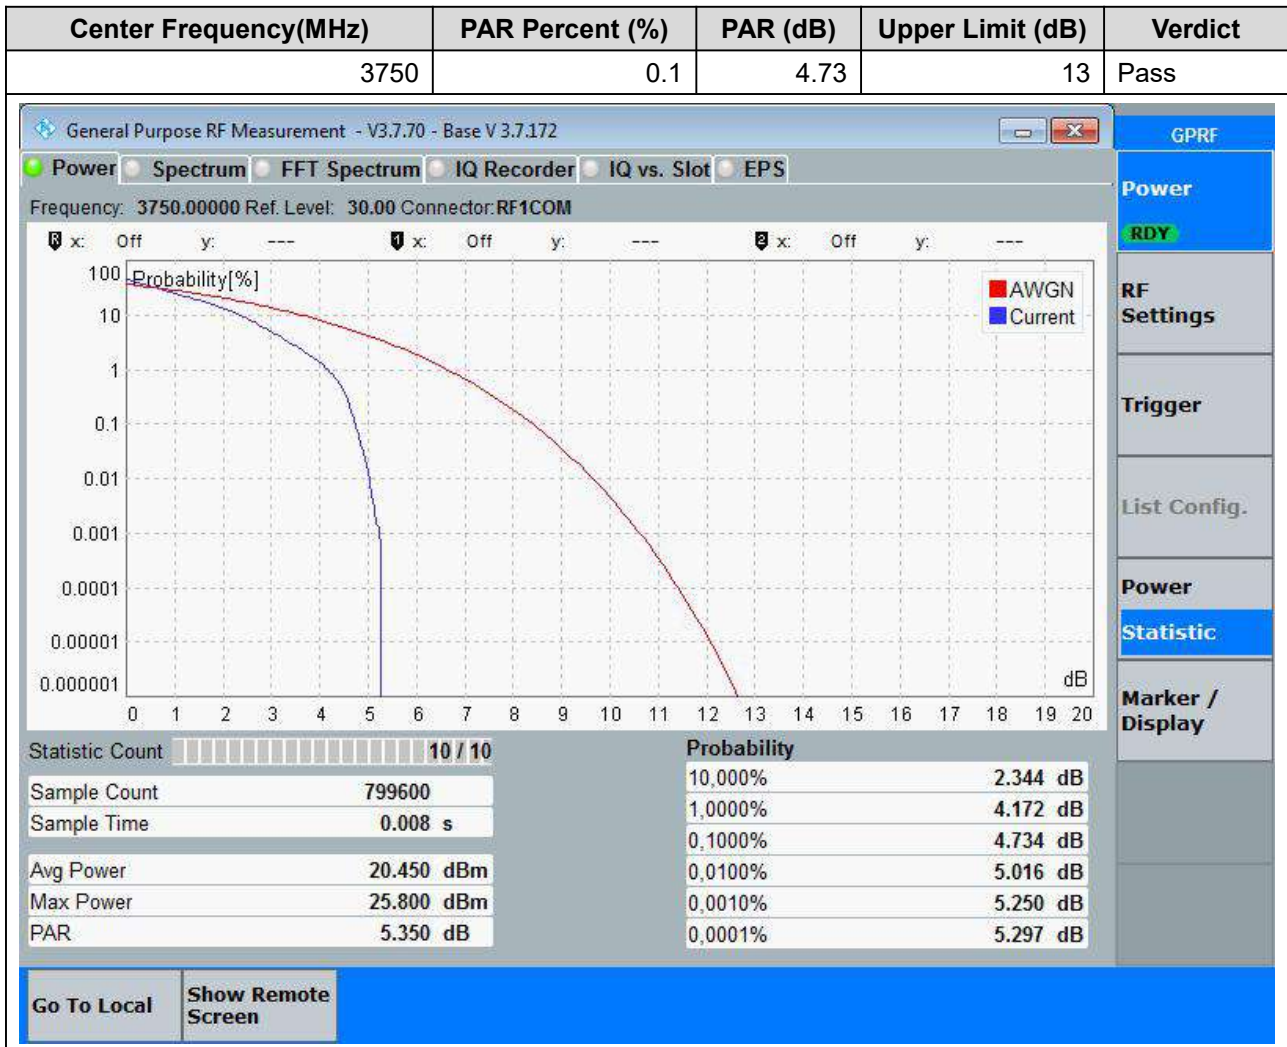 Center Frequency(MHz) PAR Percent (%) PAR (dB) Upper Limit (dB) Verdict
3750 0.1 4.73 13 Pass
General Purpose RF Measurement - V3.7.70 - Base V 3.7.172
GPRF
Power Spectrum FFT Spectrum IQ Recorder IQ vs. Slot EPS
Power
RDY
Frequency: 3750.00000 Ref. Level: 30.00 Connector:RF1COM
R x: Off y: --- 1 x: Off y: --- 2 x: Off y: ---
Probability[%]
AWGN
Current
100
10
1
0.1
0.01
0.001
0.0001
0.00001
0.000001
dB
0 1 2 3 4 5 6 7 8 9 10 11 12 13 14 15 16 17 18 19 20
RF
Settings
Trigger
List Config.
Power
Statistic
Marker /
Display
Statistic Count 10 / 10
Sample Count 799600
Sample Time 0.008 s
Avg Power 20.450 dBm
Max Power 25.800 dBm
PAR 5.350 dB
Probability
10,000% 2.344 dB
1,0000% 4.172 dB
0,1000% 4.734 dB
0,0100% 5.016 dB
0,0010% 5.250 dB
0,0001% 5.297 dB
Go To Local
Show Remote
Screen